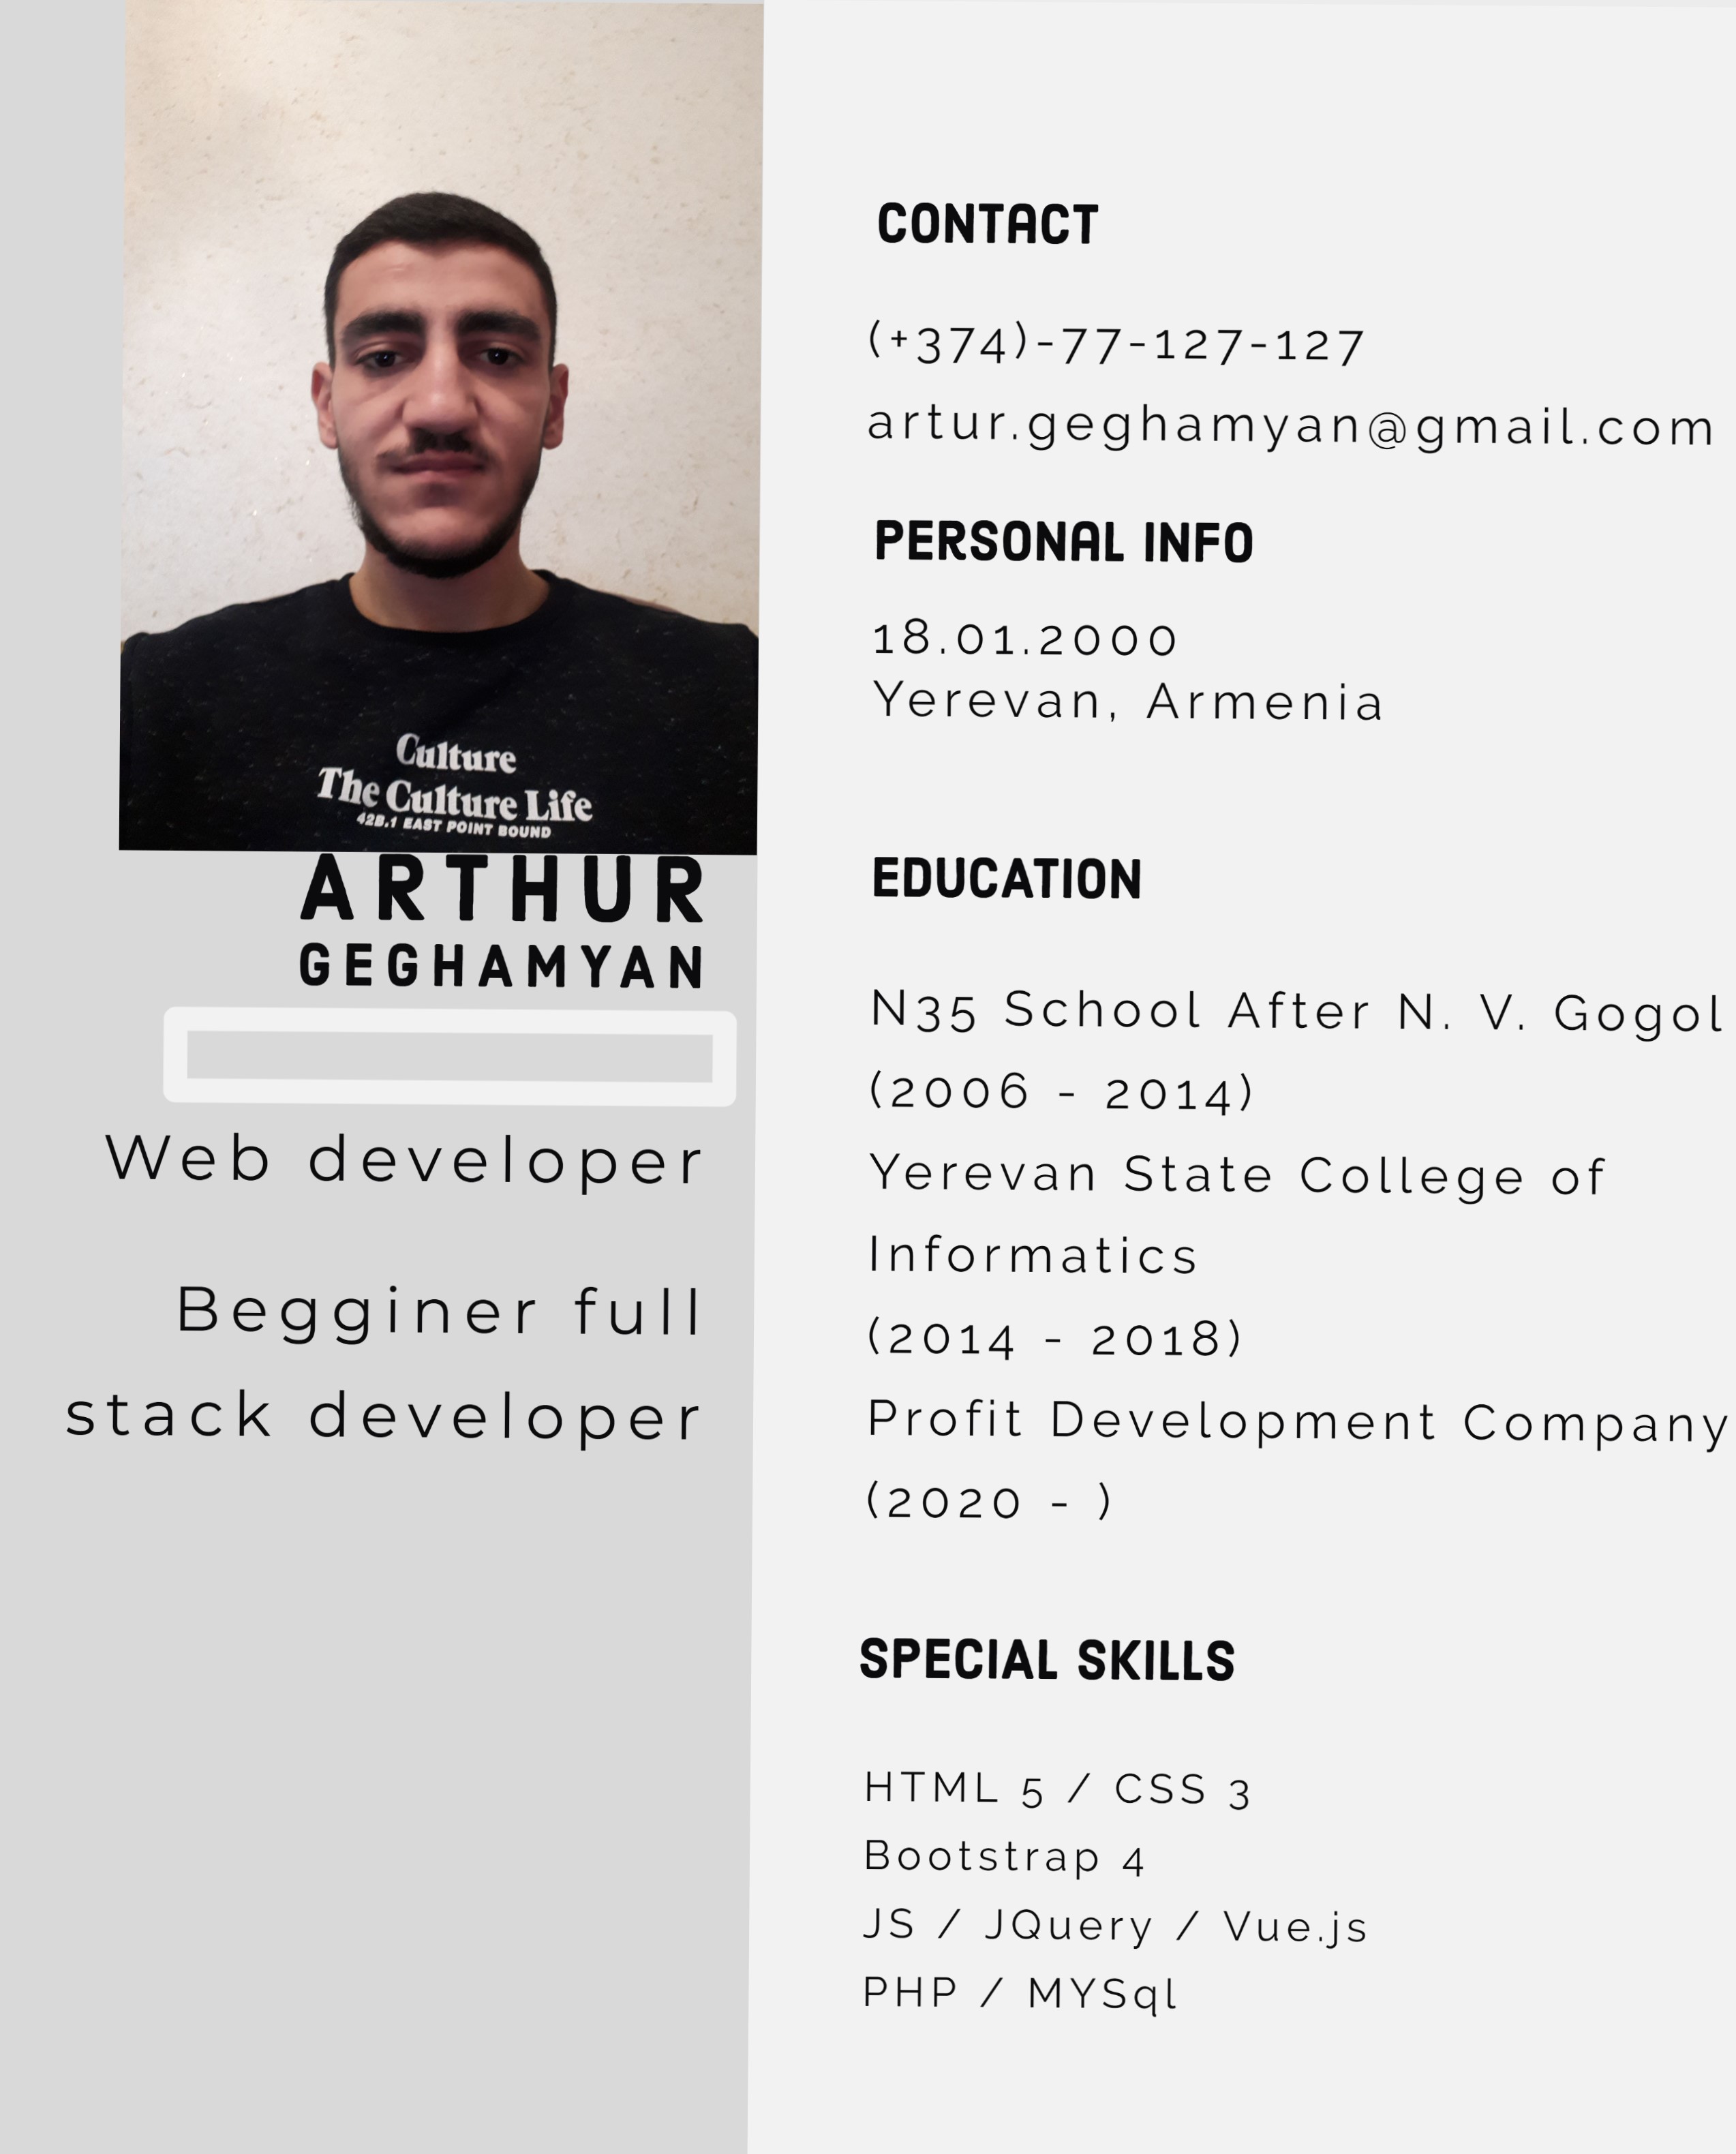 Culture
The Culture Life
42B.1 EAST POINT BOUND
ARTHUR
GEGHAMYAN
Web developer
Begginer full
stack developer
CONTACT
(+374)-77-127-127
artur.geghamyan@gmail.com
PERSONAL INFO
18.01.2000
Yerevan, Armenia
EDUCATION
N35 School After N. V. Gogol
(2006 - 2014)
Yerevan State College of
Informatics
(2014 - 2018)
Profit Development Company
(2020 - )
SPECIAL SKILLS
HTML 5 / CSS 3
Bootstrap 4
JS / JQuery / Vue.js
PHP / MYSql